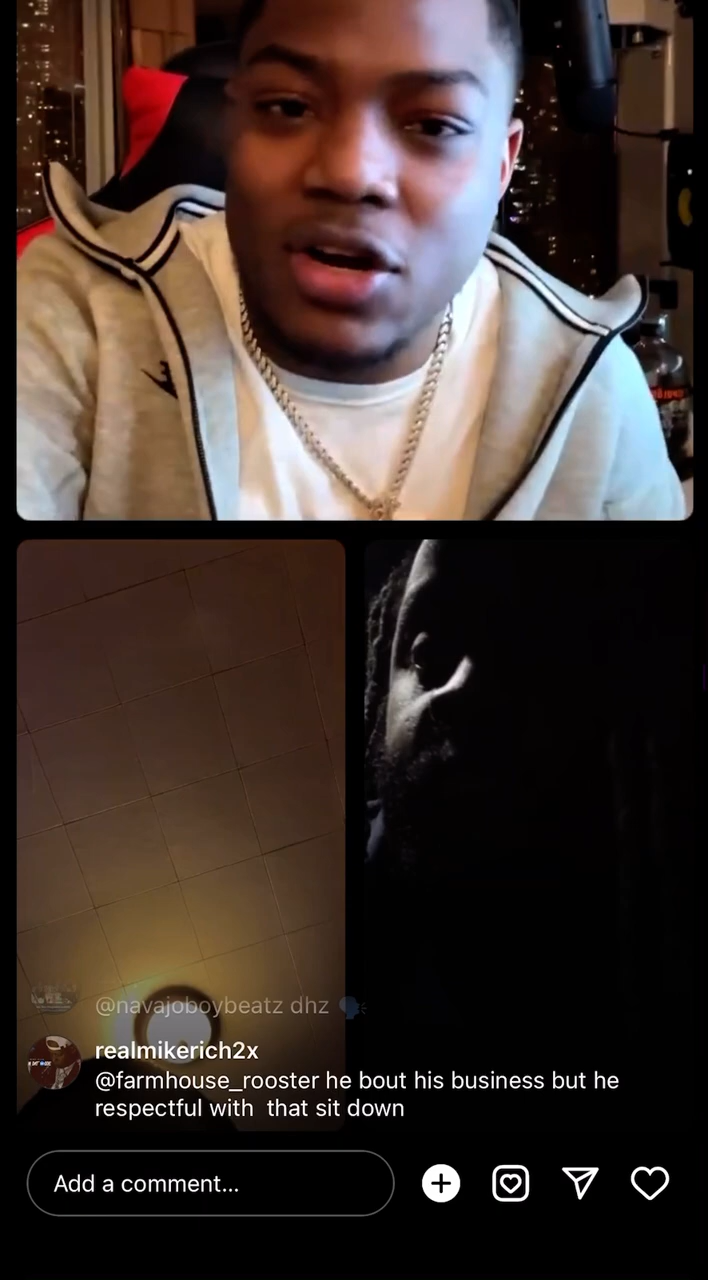 @navajoboybeatz dhz 🗣️
realmikerich2x
@farmhouse_rooster he bout his business but he
respectful with that sit down
Add a comment...